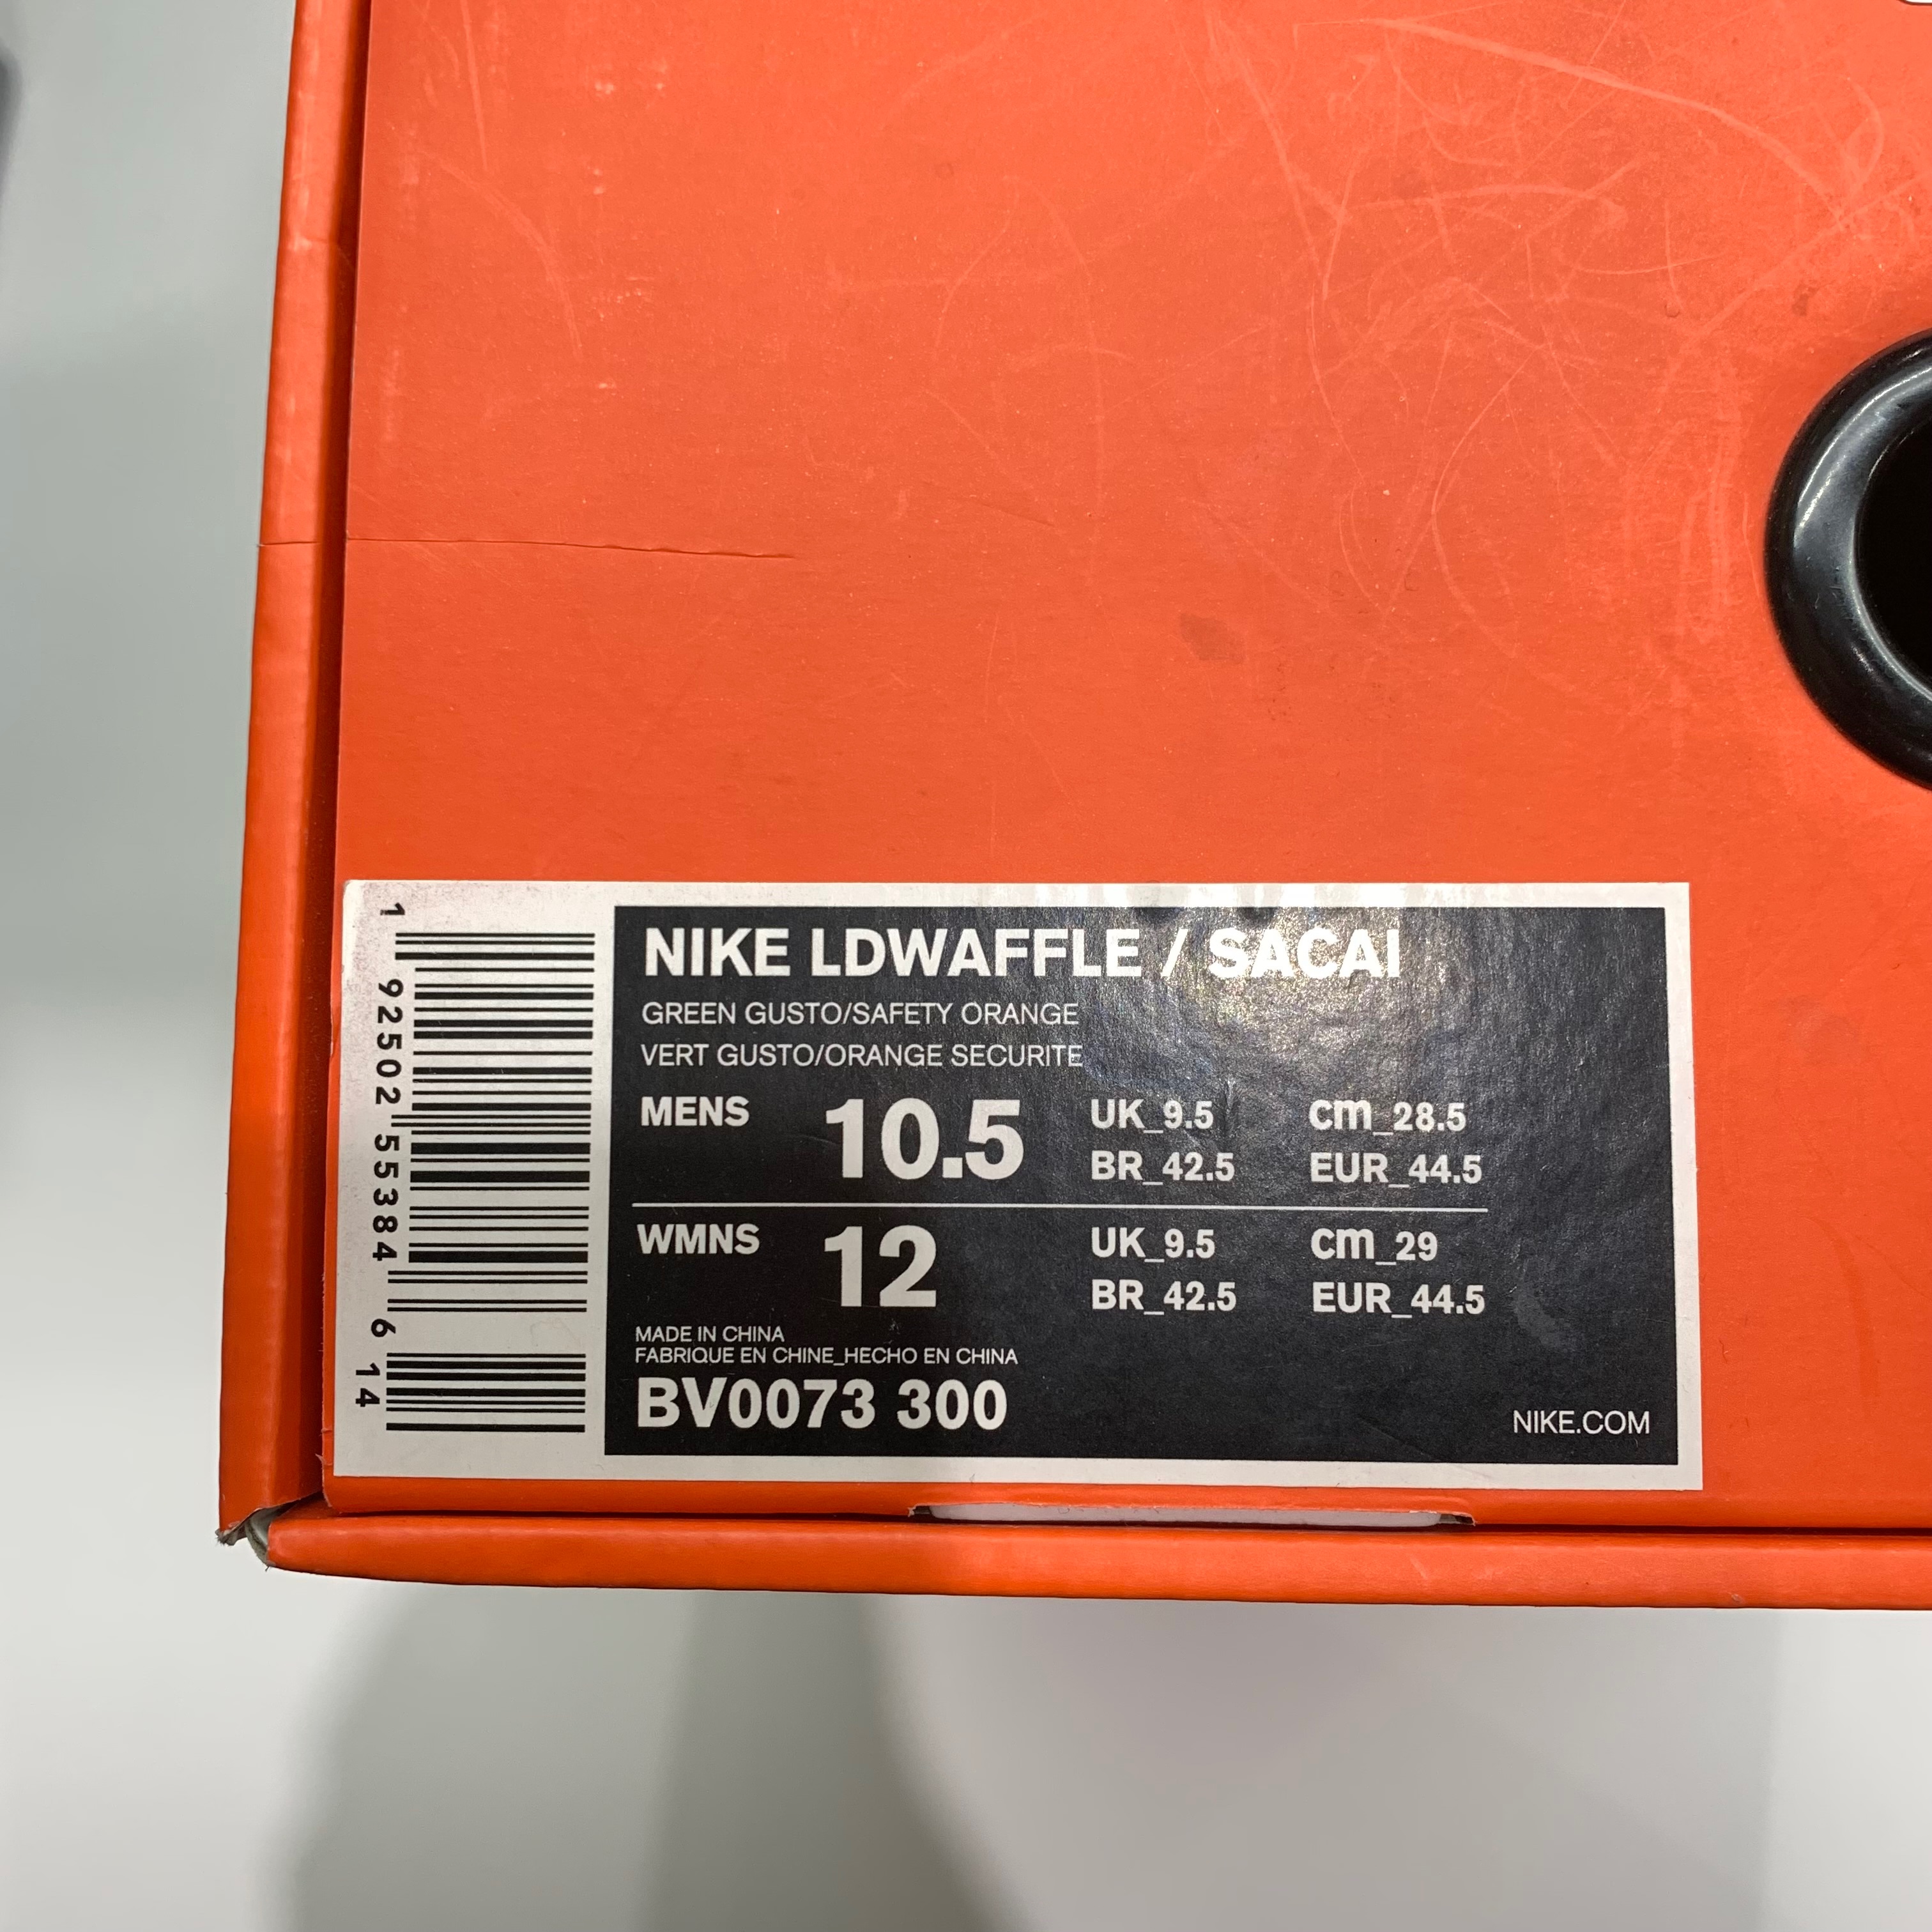 NIKE LDWAFFLE / SACAI
GREEN GUSTO/SAFETY ORANGE
VERT GUSTO/ORANGE SECURITE
MENS 10.5 UK_9.5 cm_28.5
BR_42.5 EUR_44.5
WMNS 12 UK_9.5 cm_29
BR_42.5 EUR_44.5
MADE IN CHINA
FABRIQUE EN CHINE_HECHO EN CHINA
BV0073 300
NIKE.COM
1 92502 55384 6 14